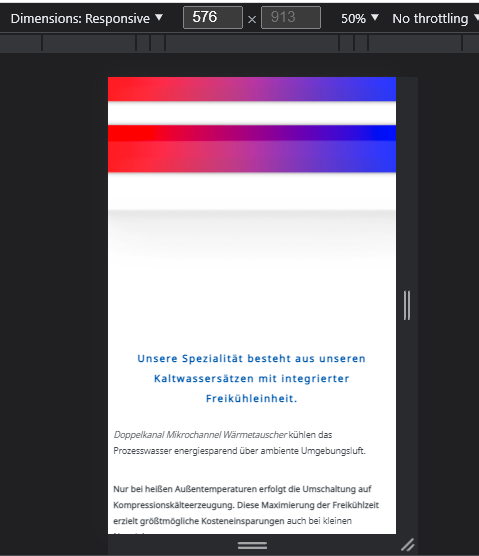 Dimensions: Responsive ▼ 576 × 913 50% ▼ No throttling
Unsere Spezialität besteht aus unseren
Kaltwassersätzen mit integrierter
Freikühleinheit.
Doppelkanal Mikrochannel Wärmetauscher kühlen das
Prozesswasser energiesparend über ambiente Umgebungsluft.
Nur bei heißen Außentemperaturen erfolgt die Umschaltung auf
Kompressionskälteerzeugung. Diese Maximierung der Freikühlzeit
erzielt größtmögliche Kosteneinsparungen auch bei kleinen